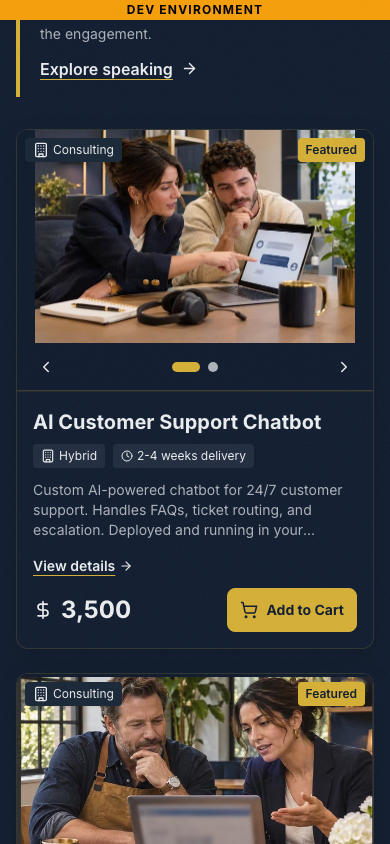 DEV ENVIRONMENT
the engagement.
Explore speaking
Consulting
Featured
AI Customer Support Chatbot
Hybrid
2-4 weeks delivery
Custom AI-powered chatbot for 24/7 customer
support. Handles FAQs, ticket routing, and
escalation. Deployed and running in your...
View details
$ 3,500
Add to Cart
Consulting
Featured